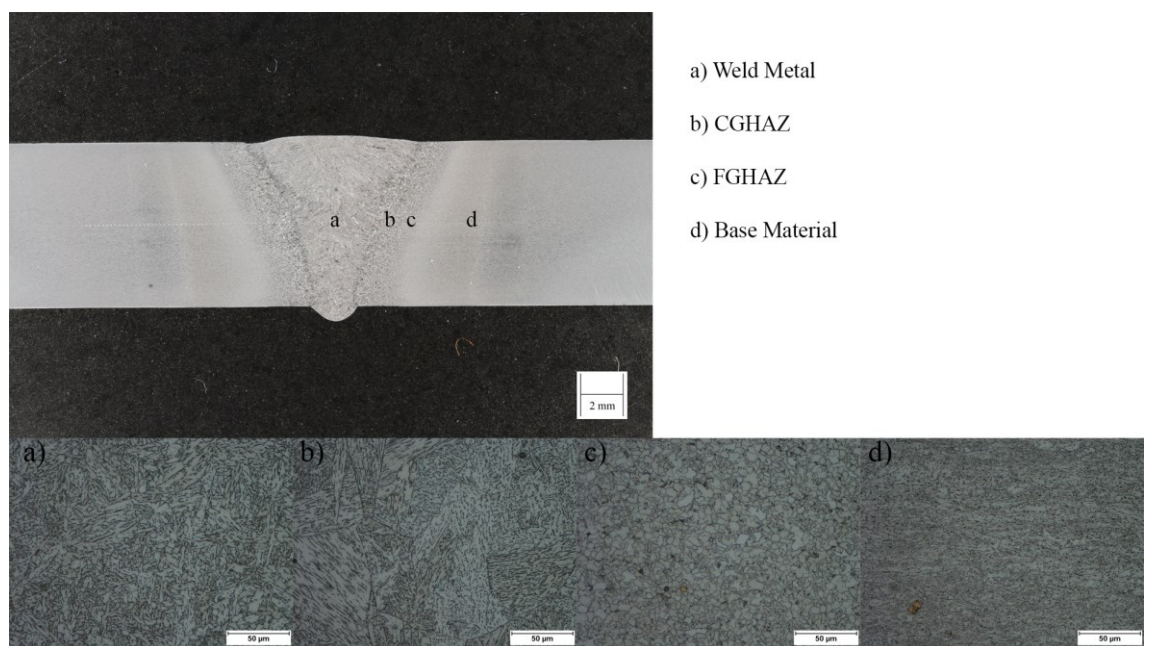 a) Weld Metal
b) CGHAZ
c) FGHAZ
d) Base Material
a b c d
2 mm
a) b) c) d)
50 µm 50 µm 50 µm 50 µm